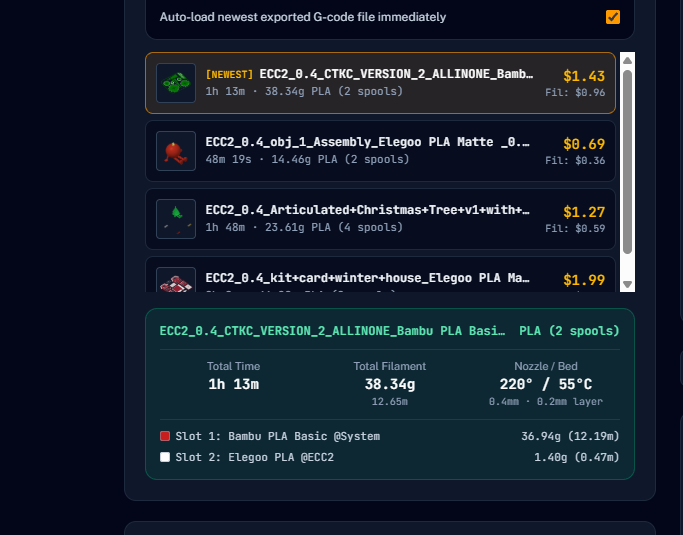 Auto-load newest exported G-code file immediately
[NEWEST] ECC2_0.4_CTKC_VERSION_2_ALLINONE_Bamb…
$1.43
1h 13m · 38.34g PLA (2 spools)
Fil: $0.96
ECC2_0.4_obj_1_Assembly_Elegoo PLA Matte _0.…
$0.69
48m 19s · 14.46g PLA (2 spools)
Fil: $0.36
ECC2_0.4_Articulated+Christmas+Tree+v1+with+…
$1.27
1h 48m · 23.61g PLA (4 spools)
Fil: $0.59
ECC2_0.4_kit+card+winter+house_Elegoo PLA Ma…
$1.99
ECC2_0.4_CTKC_VERSION_2_ALLINONE_Bambu PLA Basi… PLA (2 spools)
Total Time
1h 13m
Total Filament
38.34g
12.65m
Nozzle / Bed
220° / 55°C
0.4mm · 0.2mm layer
Slot 1: Bambu PLA Basic @System
36.94g (12.19m)
Slot 2: Elegoo PLA @ECC2
1.40g (0.47m)